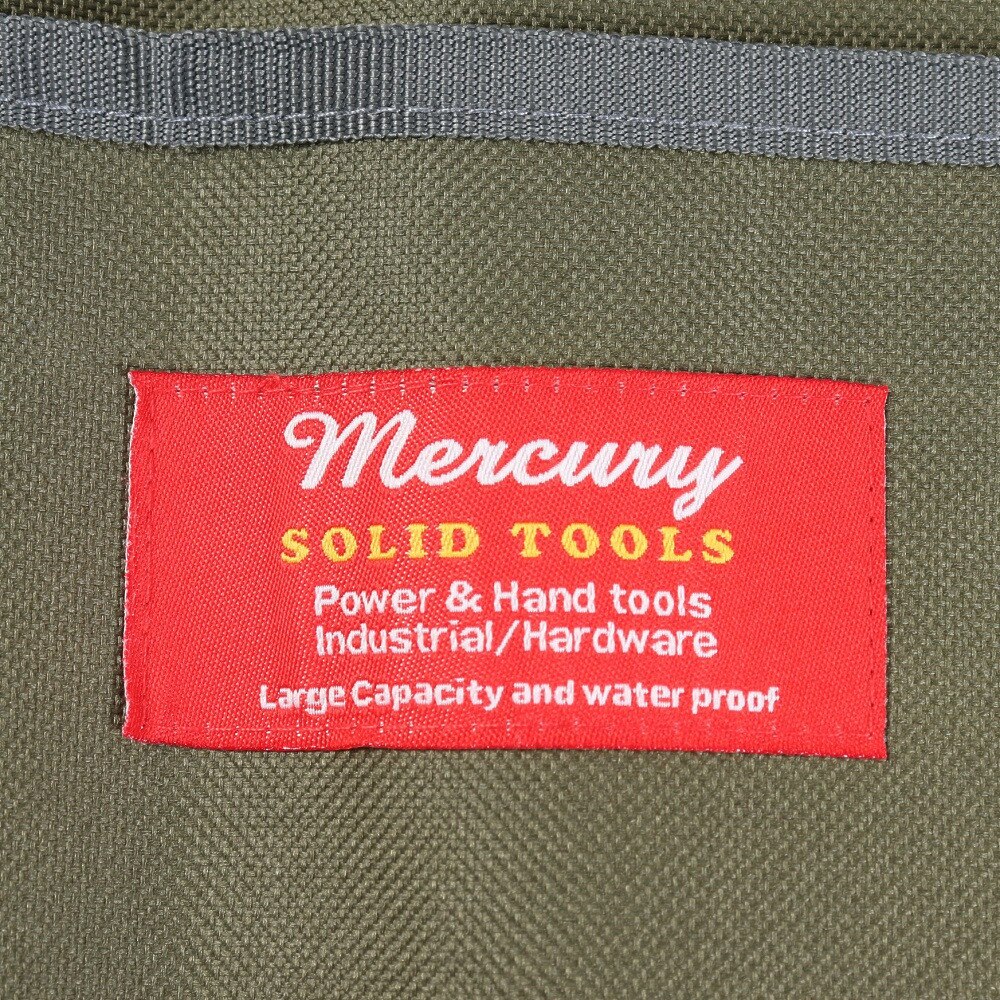 Mercury
SOLID TOOLS
Power & Hand tools
Industrial/Hardware
Large Capacity and water proof